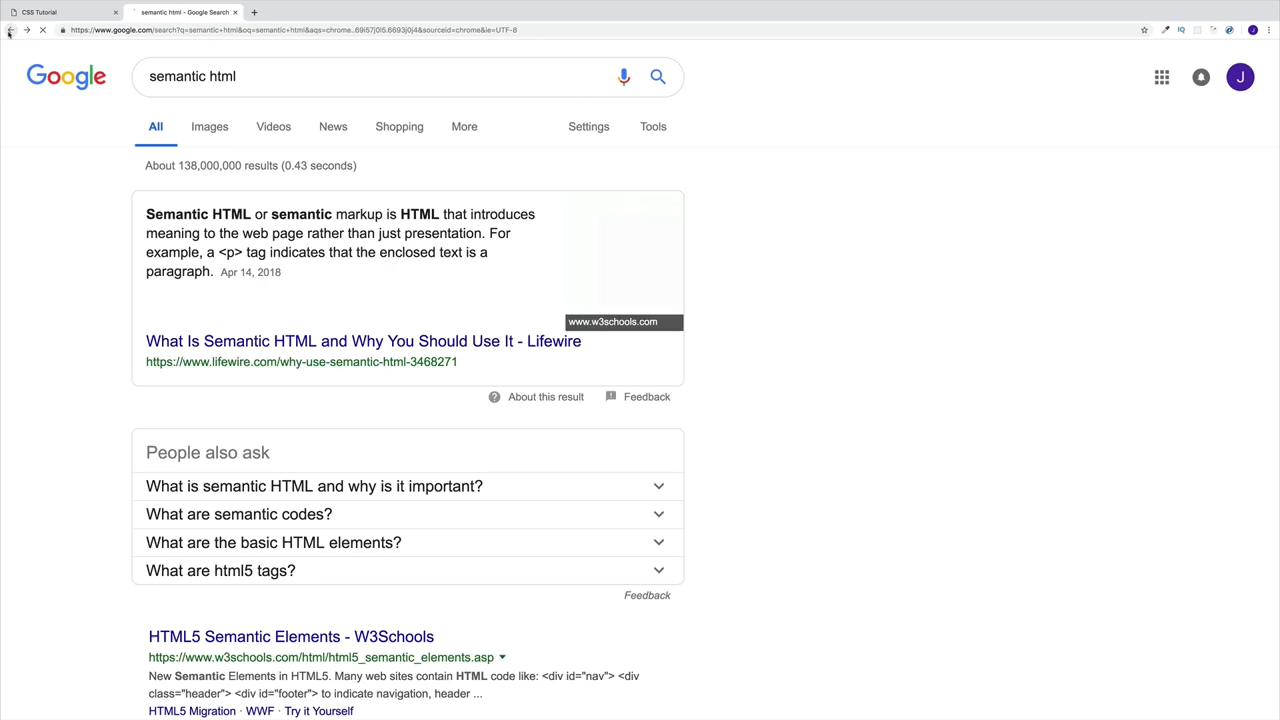 CSS Tutorial
semantic html - Google Search
https://www.google.com/search?q=semantic+html&oq=semantic+html&aqs=chrome..69i57j0l5.6693j0j4&sourceid=chrome&ie=UTF-8
Google
semantic html
J
All Images Videos News Shopping More Settings Tools
About 138,000,000 results (0.43 seconds)
Semantic HTML or semantic markup is HTML that introduces
meaning to the web page rather than just presentation. For
example, a <p> tag indicates that the enclosed text is a
paragraph. Apr 14, 2018
www.w3schools.com
What Is Semantic HTML and Why You Should Use It - Lifewire
https://www.lifewire.com/why-use-semantic-html-3468271
About this result Feedback
People also ask
What is semantic HTML and why is it important?
What are semantic codes?
What are the basic HTML elements?
What are html5 tags?
Feedback
HTML5 Semantic Elements - W3Schools
https://www.w3schools.com/html/html5_semantic_elements.asp
New Semantic Elements in HTML5. Many web sites contain HTML code like: <div id="nav"> <div
class="header"> <div id="footer"> to indicate navigation, header ...
HTML5 Migration · WWF · Try it Yourself